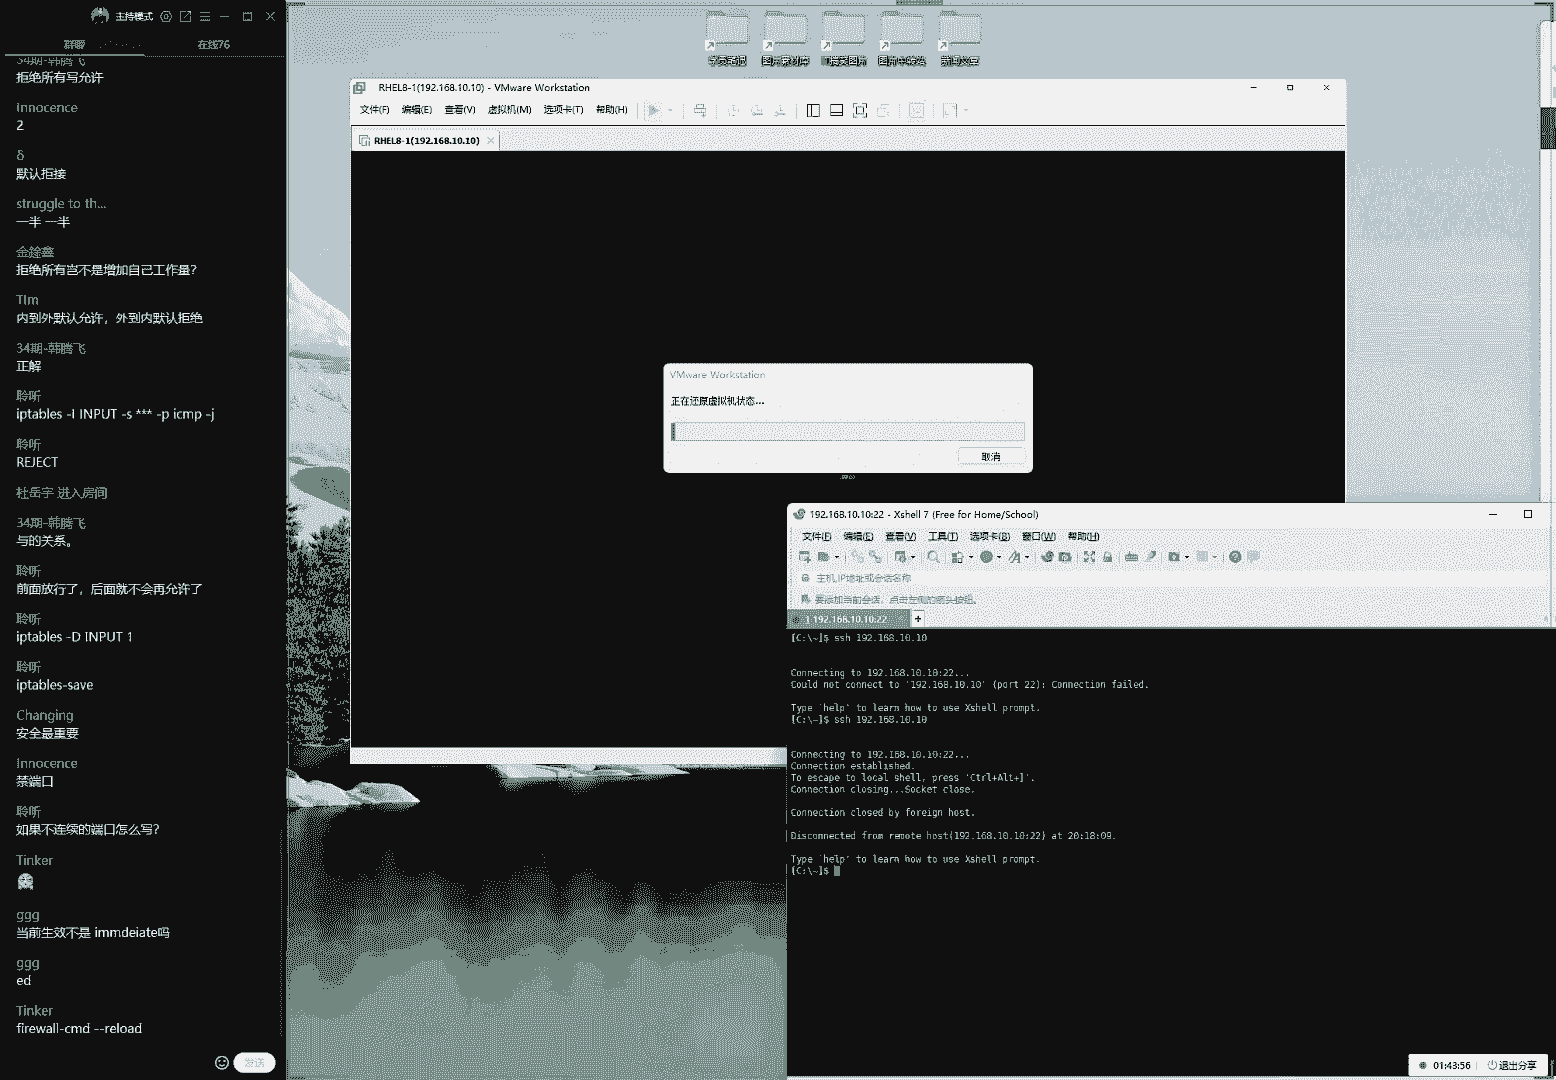 主持模式
群聊
在线76
34期-韩腾飞
拒绝所有写允许
Innocence
2
δ
默认拒接
struggle to th...
一半 一半
金鍂鑫
拒绝所有岂不是增加自己工作量?
TIm
内到外默认允许，外到内默认拒绝
34期-韩腾飞
正解
聆听
iptables -I INPUT -s *** -p icmp -j
聆听
REJECT
杜岳宇 进入房间
34期-韩腾飞
与的关系。
聆听
前面放行了，后面就不会再允许了
聆听
iptables -D INPUT 1
聆听
iptables-save
Changing
安全最重要
Innocence
禁端口
聆听
如果不连续的端口怎么写?
Tinker
ggg
当前生效不是 immdeiate吗
ggg
ed
Tinker
firewall-cmd --reload
发送
图片素材库
RHEL8-1(192.168.10.10) - VMware Workstation
文件(F) 编辑(E) 查看(V) 虚拟机(M) 选项卡(T) 帮助(H)
RHEL8-1(192.168.10.10)
VMware Workstation
正在还原虚拟机状态...
取消
192.168.10.10:22 - Xshell 7 (Free for Home/School)
文件(F) 编辑(E) 查看(V) 工具(T) 选项卡(B) 窗口(W) 帮助(H)
主机,IP地址或会话名称
要添加当前会话，点击左侧的箭头按钮。
1 192.168.10.10:22
[C:\~]$ ssh 192.168.10.10
Connecting to 192.168.10.10:22...
Could not connect to '192.168.10.10' (port 22): Connection failed.
Type `help' to learn how to use Xshell prompt.
[C:\~]$ ssh 192.168.10.10
Connecting to 192.168.10.10:22...
Connection established.
To escape to local shell, press 'Ctrl+Alt+]'.
Connection closing...Socket close.
Connection closed by foreign host.
Disconnected from remote host(192.168.10.10:22) at 20:18:09.
Type `help' to learn how to use Xshell prompt.
[C:\~]$
01:43:56
退出分享